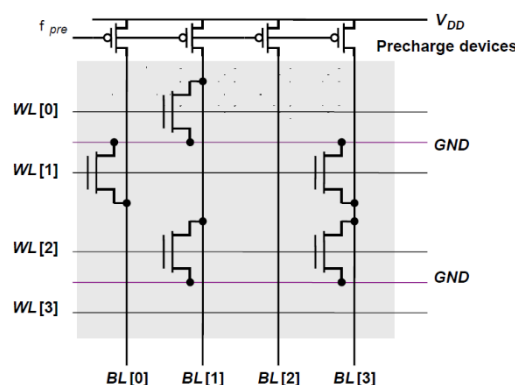 V_DD
f pre
Precharge devices
WL[0]
GND
WL[1]
WL[2]
GND
WL[3]
BL[0] BL[1] BL[2] BL[3]